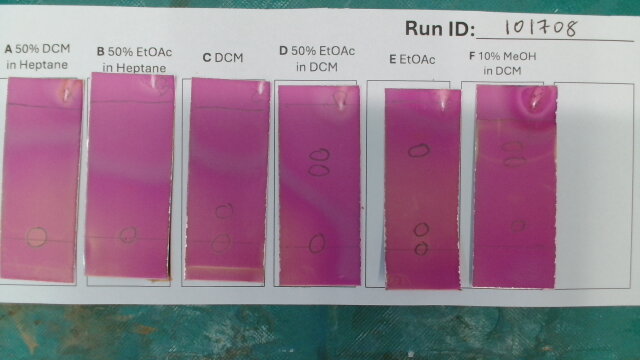 Run ID: 101708
A 50% DCM
in Heptane
B 50% EtOAc
in Heptane
C DCM
D 50% EtOAc
in DCM
E EtOAc
F 10% MeOH
in DCM